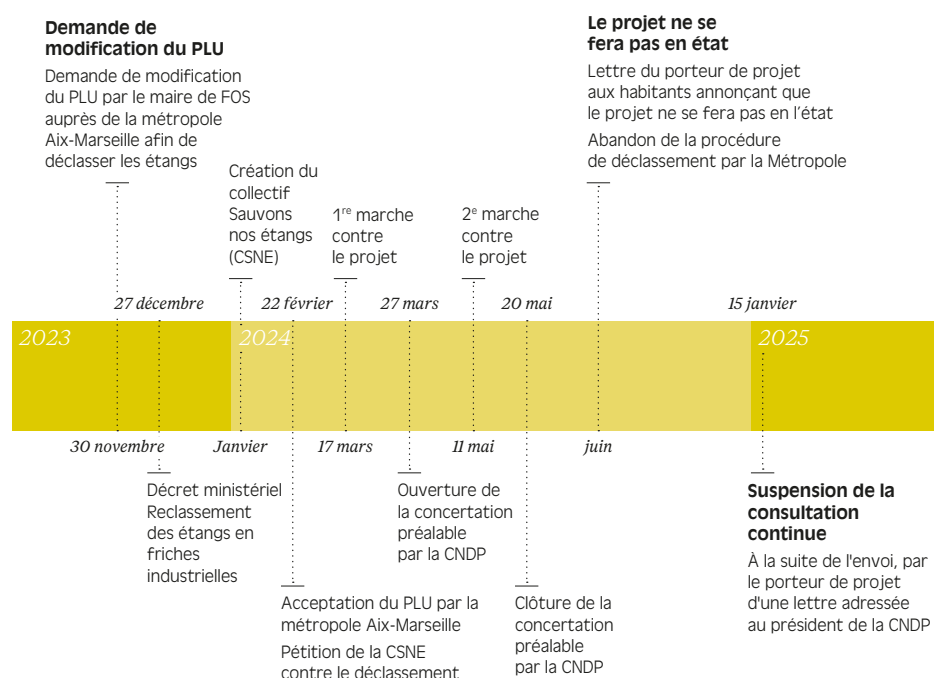 Demande de
modification du PLU
Demande de modification
du PLU par le maire de FOS
auprès de la métropole
Aix-Marseille afin de
déclasser les étangs
Création du
collectif
Sauvons
nos étangs
(CSNE)
1re marche
contre
le projet
2e marche
contre
le projet
Le projet ne se
fera pas en état
Lettre du porteur de projet
aux habitants annonçant que
le projet ne se fera pas en l'état
Abandon de la procédure
de déclassement par la Métropole
27 décembre
22 février
27 mars
20 mai
15 janvier
2023
2024
2025
30 novembre
Janvier
17 mars
11 mai
juin
Décret ministériel
Reclassement
des étangs en
friches
industrielles
Acceptation du PLU par la
métropole Aix-Marseille
Pétition de la CSNE
contre le déclassement
Ouverture de
la concertation
préalable
par la CNDP
Clôture de la
concertation
préalable
par la CNDP
Suspension de la
consultation
continue
À la suite de l'envoi, par
le porteur de projet
d'une lettre adressée
au président de la CNDP